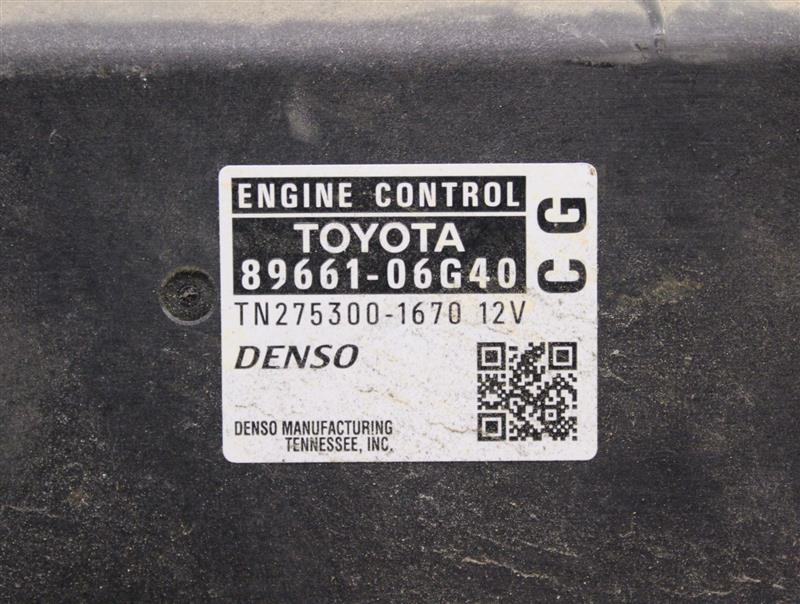 ENGINE CONTROL
TOYOTA
89661-06G40
CG
TN275300-1670 12V
DENSO
DENSO MANUFACTURING
TENNESSEE, INC.